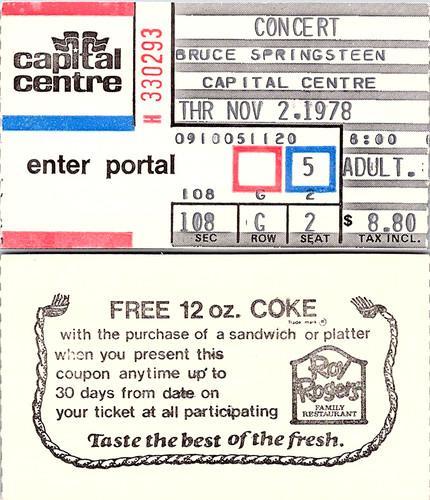 capital
centre
H 330293
CONCERT
BRUCE SPRINGSTEEN
CAPITAL CENTRE
THR NOV 2.1978
0910051120 8:00
enter portal 5 ADULT.
108 G 2
108 G 2 $ 8.80
SEC ROW SEAT TAX INCL.
FREE 12 oz. COKE
Trade mark ®
with the purchase of a sandwich or platter
when you present this
coupon anytime up to
30 days from date on
your ticket at all participating
Roy
Rogers
FAMILY
RESTAURANT
Taste the best of the fresh.